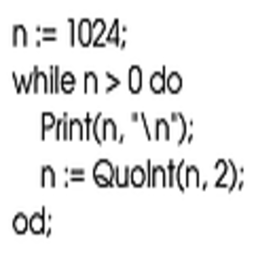 n := 1024;
while n > 0 do
    Print(n, "\n");
    n := QuoInt(n, 2);
od;